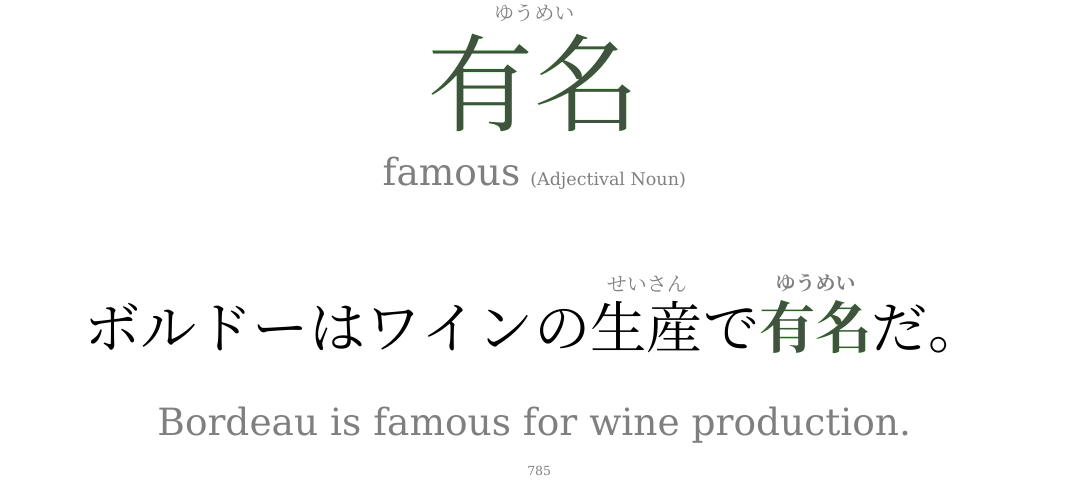 ゆうめい
有名
famous (Adjectival Noun)
せいさん ゆうめい
ボルドーはワインの生産で有名だ。
Bordeau is famous for wine production.
785